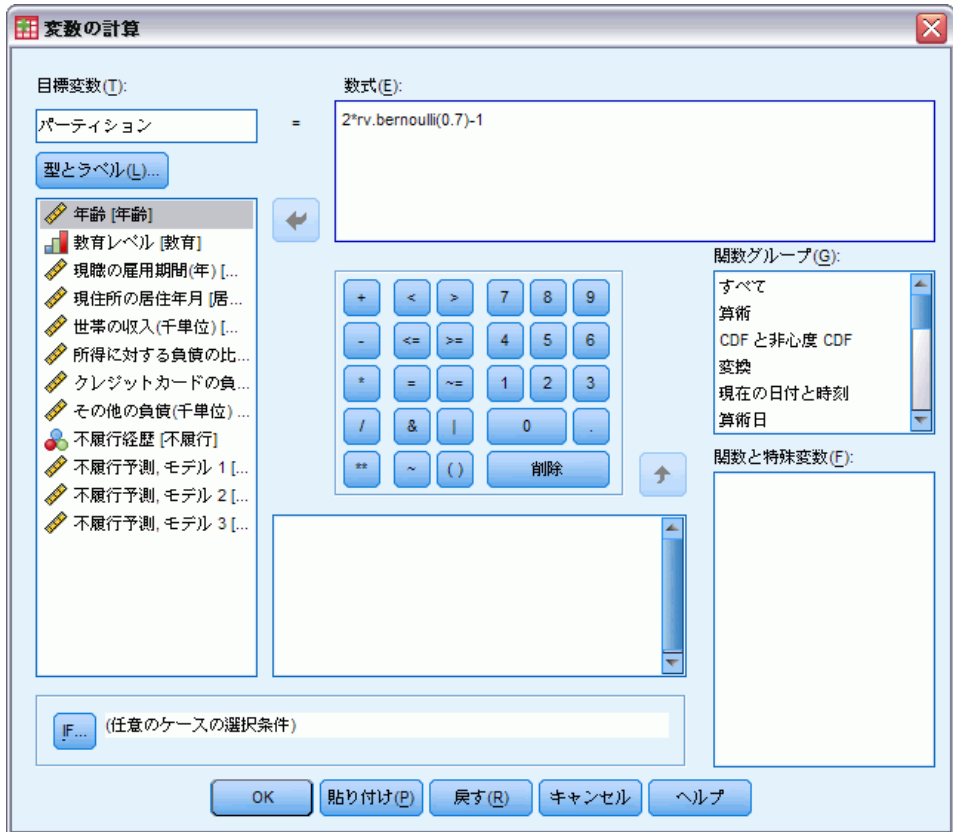 変数の計算
目標変数(T):
パーティション
=
数式(E):
2*rv.bernoulli(0.7)-1
型とラベル(L)...
年齢 [年齢]
教育レベル [教育]
現職の雇用期間(年) [...
現住所の居住年月 [居...
世帯の収入(千単位) [...
所得に対する負債の比...
クレジットカードの負...
その他の負債(千単位) ...
不履行経歴 [不履行]
不履行予測, モデル 1 [...
不履行予測, モデル 2 [...
不履行予測, モデル 3 [...
+ < > 7 8 9
- <= >= 4 5 6
* = ~= 1 2 3
/ & | 0 .
** ~ ( ) 削除
関数グループ(G):
すべて
算術
CDF と非心度 CDF
変換
現在の日付と時刻
算術日
関数と特殊変数(F):
IF... (任意のケースの選択条件)
OK 貼り付け(P) 戻す(R) キャンセル ヘルプ